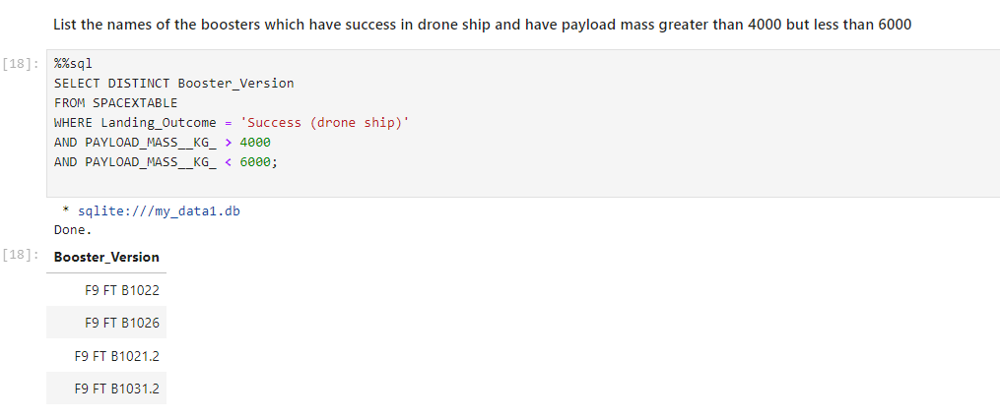 List the names of the boosters which have success in drone ship and have payload mass greater than 4000 but less than 6000
[18]: %%sql
SELECT DISTINCT Booster_Version
FROM SPACEXTABLE
WHERE Landing_Outcome = 'Success (drone ship)'
AND PAYLOAD_MASS__KG_ > 4000
AND PAYLOAD_MASS__KG_ < 6000;
* sqlite:///my_data1.db
Done.
[18]: Booster_Version
F9 FT B1022
F9 FT B1026
F9 FT B1021.2
F9 FT B1031.2